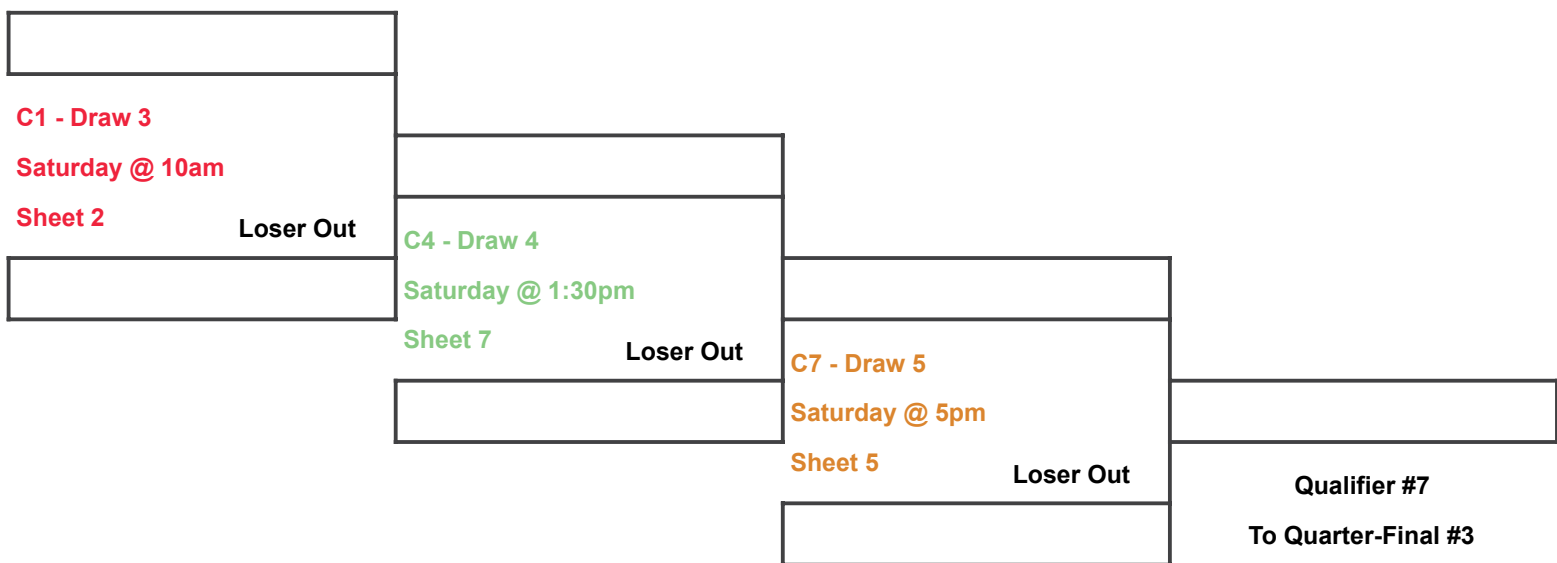 C1 - Draw 3
Saturday @ 10am
Sheet 2
Loser Out
C4 - Draw 4
Saturday @ 1:30pm
Sheet 7
Loser Out
C7 - Draw 5
Saturday @ 5pm
Sheet 5
Loser Out
Qualifier #7
To Quarter-Final #3